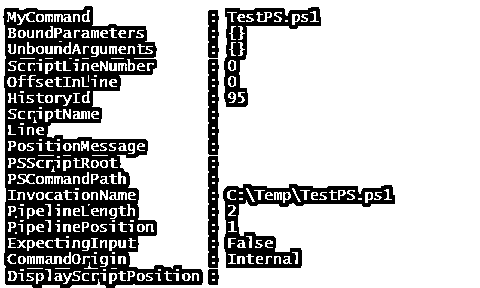 MyCommand : TestPS.ps1
BoundParameters : {}
UnboundArguments : {}
ScriptLineNumber : 0
OffsetInLine : 0
HistoryId : 95
ScriptName :
Line :
PositionMessage :
PSScriptRoot :
PSCommandPath :
InvocationName : C:\Temp\TestPS.ps1
PipelineLength : 2
PipelinePosition : 1
ExpectingInput : False
CommandOrigin : Internal
DisplayScriptPosition :